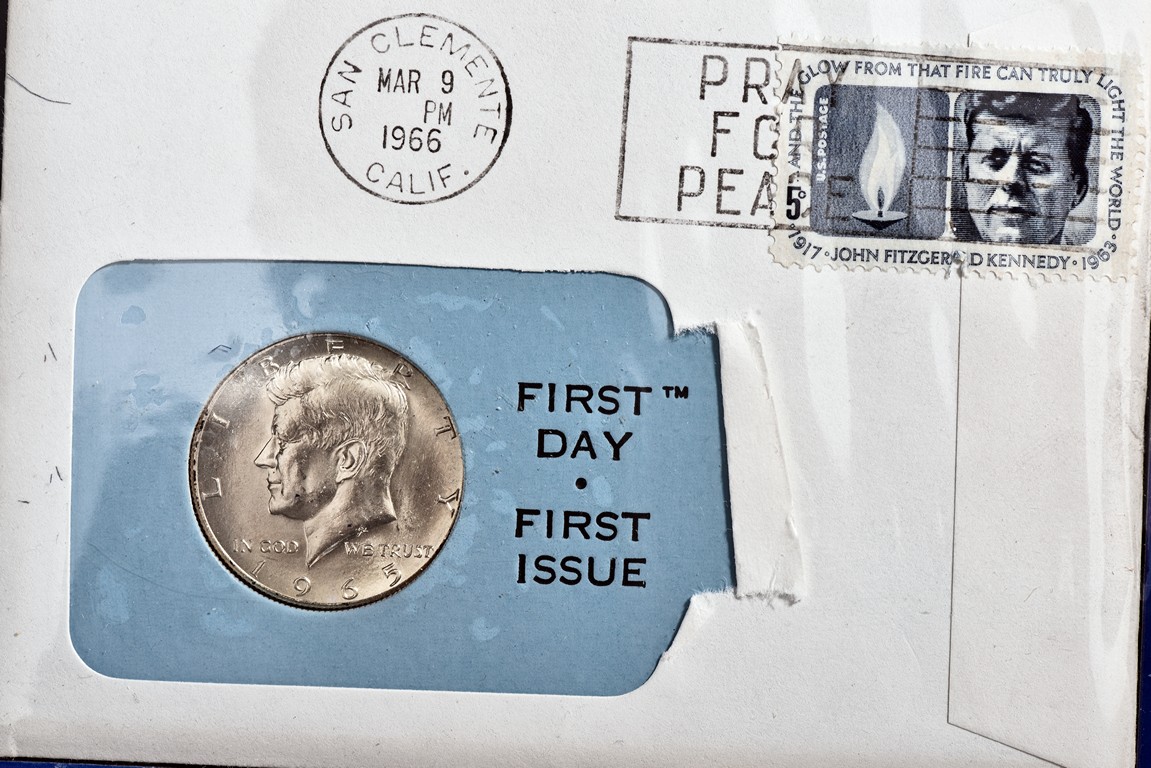 SAN CLEMENTE
MAR 9
PM
1966
CALIF.
PRAY
FO
PEA
AND THE GLOW FROM THAT FIRE CAN TRULY LIGHT THE WORLD
U.S. POSTAGE
5c
1917 · JOHN FITZGERALD KENNEDY · 1963
LIBERTY
IN GOD WE TRUST
1965
FIRST™
DAY
•
FIRST
ISSUE